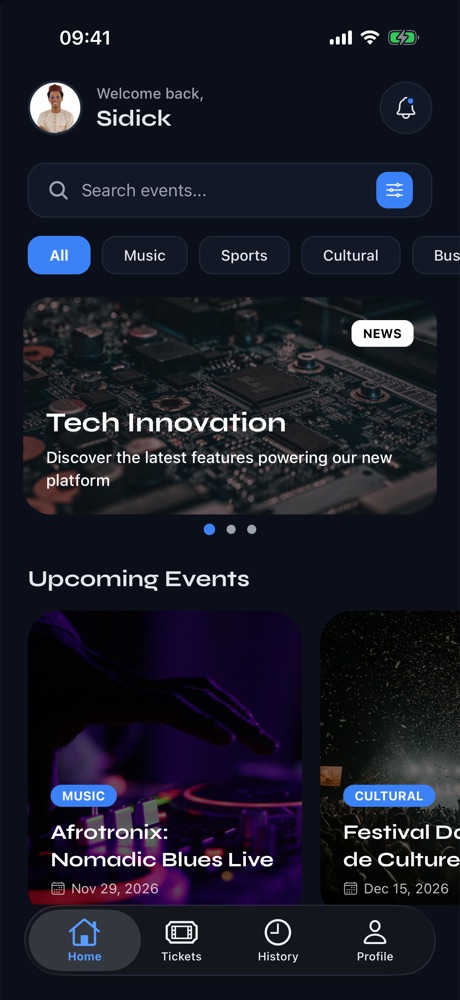 09:41
Welcome back,
Sidick
Search events...
All
Music
Sports
Cultural
Bus
NEWS
Tech Innovation
Discover the latest features powering our new
platform
Upcoming Events
MUSIC
Afrotronix:
Nomadic Blues Live
Nov 29, 2026
CULTURAL
Festival Da
de Culture
Dec 15, 2026
Home
Tickets
History
Profile